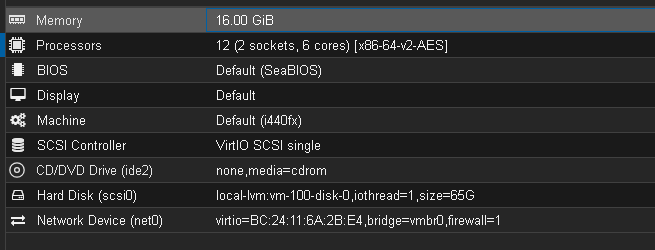 Memory 16.00 GiB
Processors 12 (2 sockets, 6 cores) [x86-64-v2-AES]
BIOS Default (SeaBIOS)
Display Default
Machine Default (i440fx)
SCSI Controller VirtIO SCSI single
CD/DVD Drive (ide2) none,media=cdrom
Hard Disk (scsi0) local-lvm:vm-100-disk-0,iothread=1,size=65G
Network Device (net0) virtio=BC:24:11:6A:2B:E4,bridge=vmbr0,firewall=1